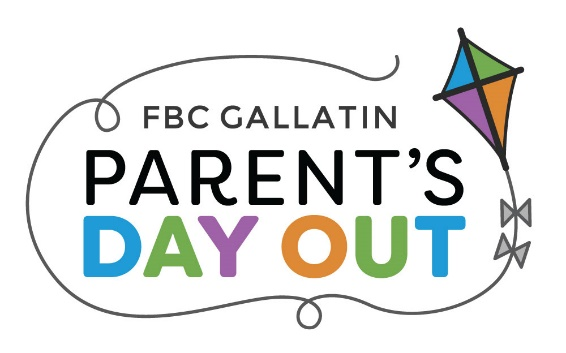 FBC GALLATIN
PARENT'S
DAY OUT